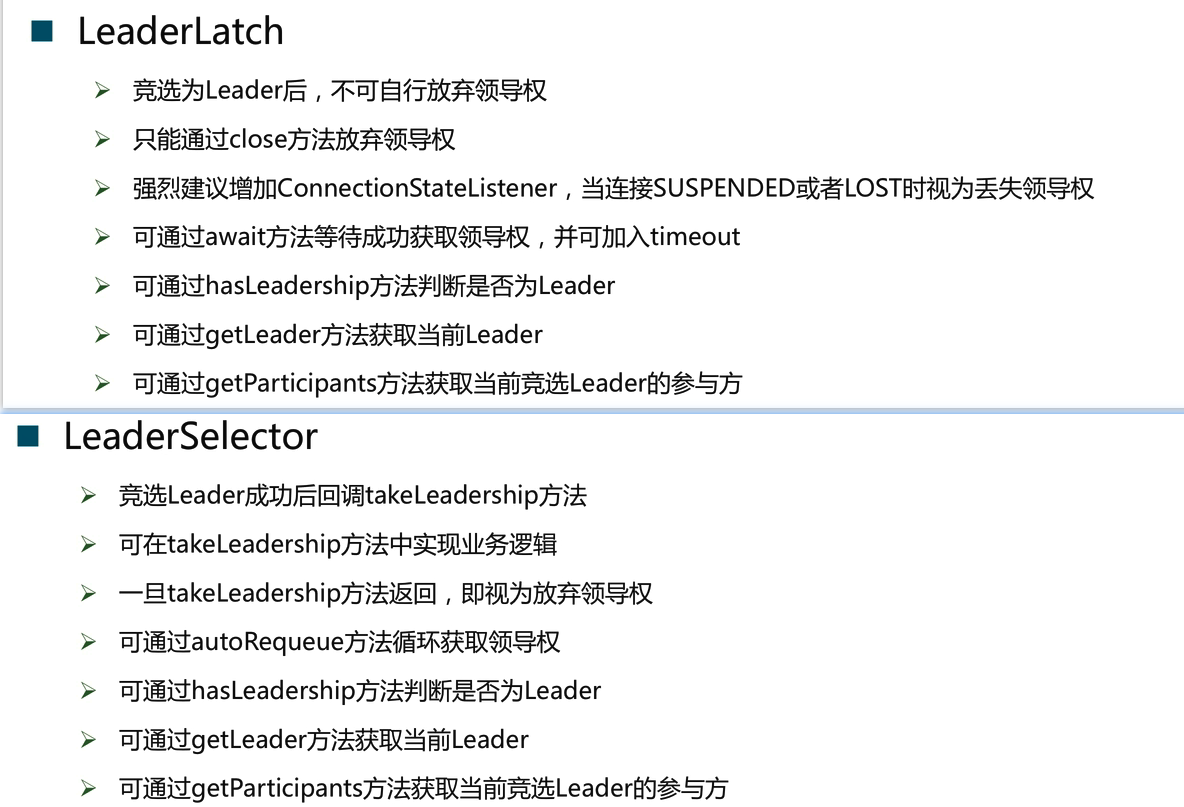 LeaderLatch
竞选为Leader后，不可自行放弃领导权
只能通过close方法放弃领导权
强烈建议增加ConnectionStateListener，当连接SUSPENDED或者LOST时视为丢失领导权
可通过await方法等待成功获取领导权，并可加入timeout
可通过hasLeadership方法判断是否为Leader
可通过getLeader方法获取当前Leader
可通过getParticipants方法获取当前竞选Leader的参与方
LeaderSelector
竞选Leader成功后回调takeLeadership方法
可在takeLeadership方法中实现业务逻辑
一旦takeLeadership方法返回，即视为放弃领导权
可通过autoRequeue方法循环获取领导权
可通过hasLeadership方法判断是否为Leader
可通过getLeader方法获取当前Leader
可通过getParticipants方法获取当前竞选Leader的参与方